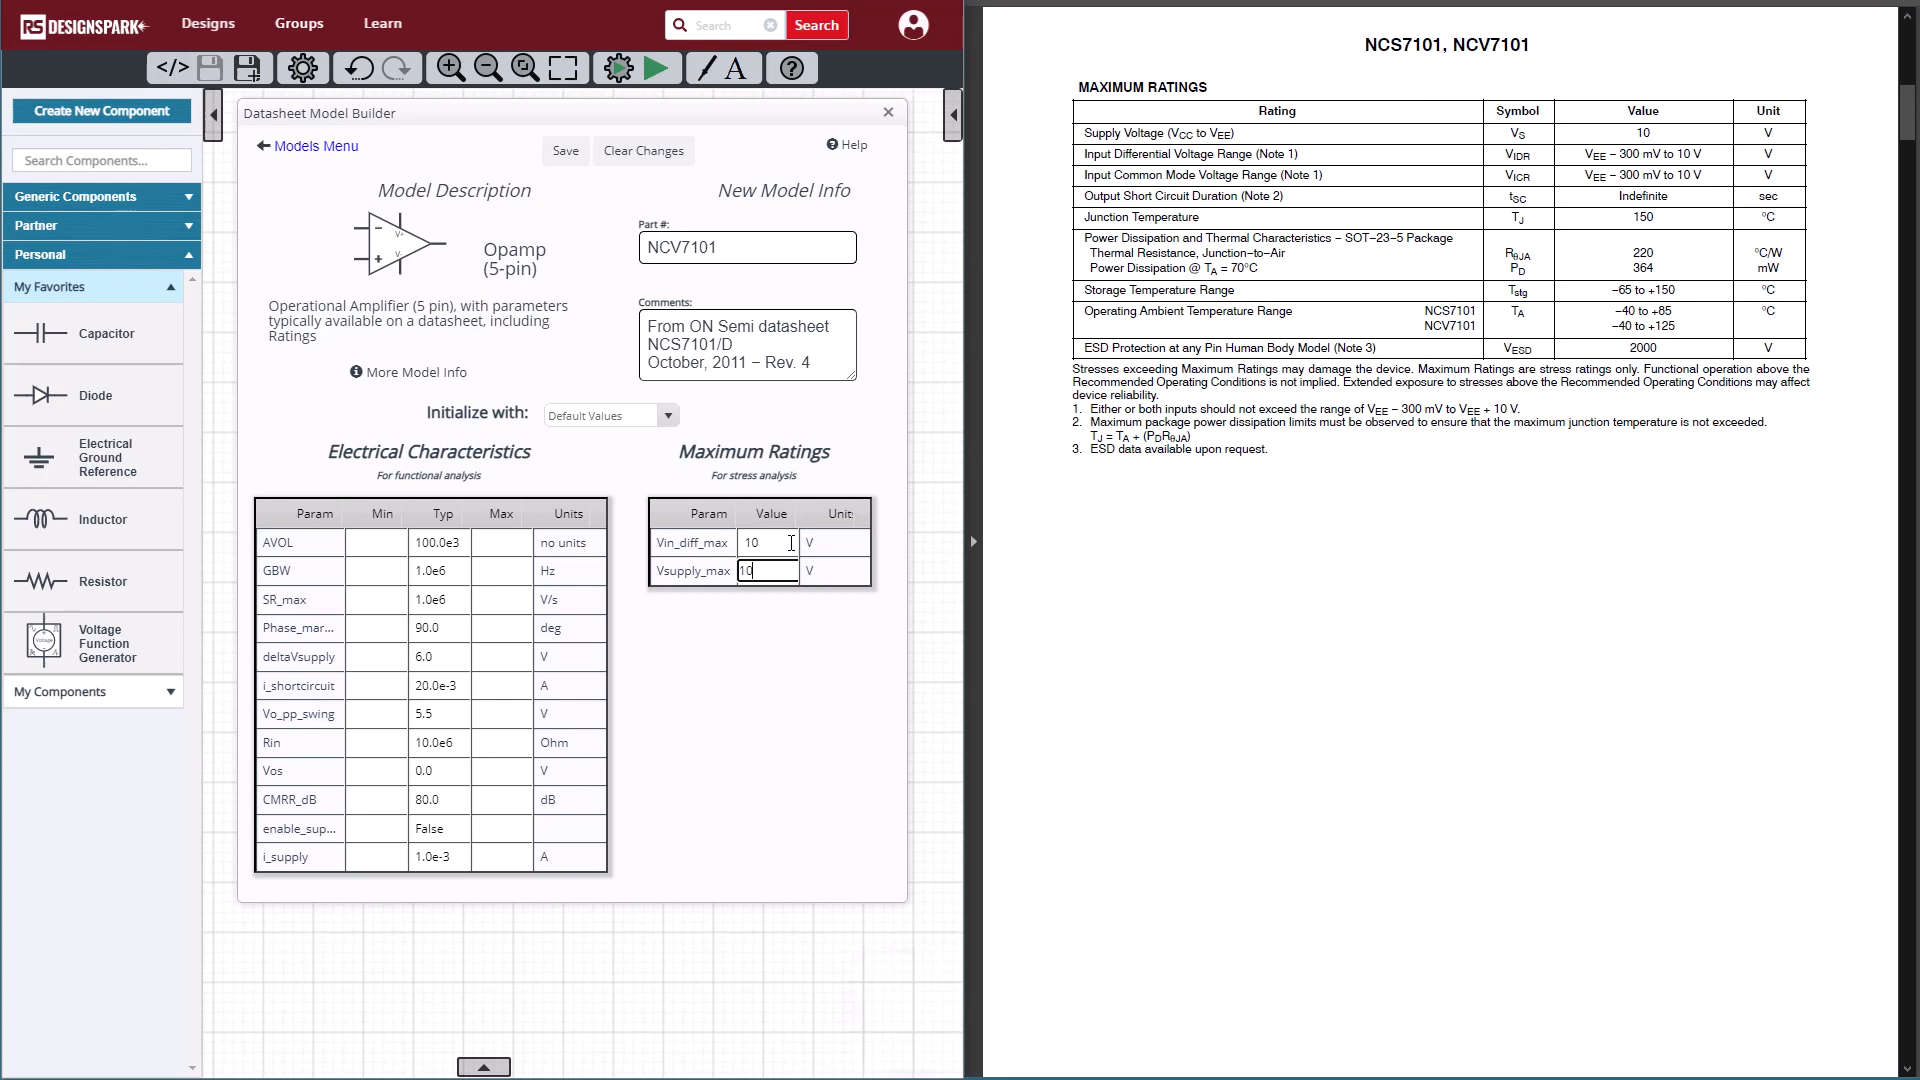 RS DESIGNSPARK
Designs
Groups
Learn
Search
Search
</>
A
?
Create New Component
Search Components...
Generic Components
Partner
Personal
My Favorites
Capacitor
Diode
Electrical
Ground
Reference
Inductor
Resistor
Voltage
Function
Generator
My Components
Datasheet Model Builder
Models Menu
Save
Clear Changes
Help
Model Description
V+
V-
Opamp
(5-pin)
Operational Amplifier (5 pin), with parameters
typically available on a datasheet, including
Ratings
More Model Info
New Model Info
Part #:
NCV7101
Comments:
From ON Semi datasheet
NCS7101/D
October, 2011 − Rev. 4
Initialize with: Default Values
Electrical Characteristics
For functional analysis
Param Min Typ Max Units
AVOL 100.0e3 no units
GBW 1.0e6 Hz
SR_max 1.0e6 V/s
Phase_mar... 90.0 deg
deltaVsupply 6.0 V
i_shortcircuit 20.0e-3 A
Vo_pp_swing 5.5 V
Rin 10.0e6 Ohm
Vos 0.0 V
CMRR_dB 80.0 dB
enable_sup... False
i_supply 1.0e-3 A
Maximum Ratings
For stress analysis
Param Value Unit
Vin_diff_max 10 V
Vsupply_max 10 V
NCS7101, NCV7101
MAXIMUM RATINGS
Rating Symbol Value Unit
Supply Voltage (VCC to VEE) VS 10 V
Input Differential Voltage Range (Note 1) VIDR VEE − 300 mV to 10 V V
Input Common Mode Voltage Range (Note 1) VICR VEE − 300 mV to 10 V V
Output Short Circuit Duration (Note 2) tSC Indefinite sec
Junction Temperature TJ 150 °C
Power Dissipation and Thermal Characteristics − SOT−23−5 Package
Thermal Resistance, Junction−to−Air RθJA 220 °C/W
Power Dissipation @ TA = 70°C PD 364 mW
Storage Temperature Range Tstg −65 to +150 °C
Operating Ambient Temperature Range NCS7101 TA −40 to +85 °C
NCV7101 −40 to +125
ESD Protection at any Pin Human Body Model (Note 3) VESD 2000 V
Stresses exceeding Maximum Ratings may damage the device. Maximum Ratings are stress ratings only. Functional operation above the
Recommended Operating Conditions is not implied. Extended exposure to stresses above the Recommended Operating Conditions may affect
device reliability.
1. Either or both inputs should not exceed the range of VEE − 300 mV to VEE + 10 V.
2. Maximum package power dissipation limits must be observed to ensure that the maximum junction temperature is not exceeded.
TJ = TA + (PDRθJA)
3. ESD data available upon request.